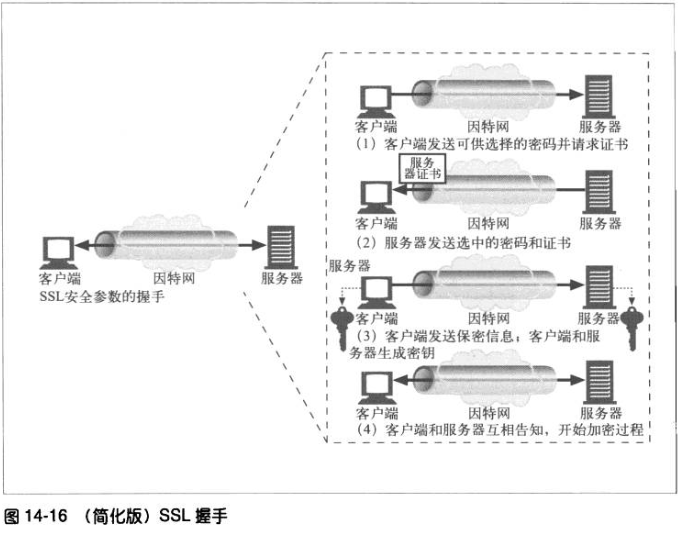 客户端
因特网
服务器
SSL安全参数的握手
客户端
因特网
服务器
(1) 客户端发送可供选择的密码并请求证书
服务
器证书
客户端
因特网
服务器
(2) 服务器发送选中的密码和证书
服务器
客户端
因特网
服务器
(3) 客户端发送保密信息;客户端和服
务器生成密钥
客户端
因特网
服务器
(4) 客户端和服务器互相告知,开始加密过程
图 14-16 (简化版) SSL 握手